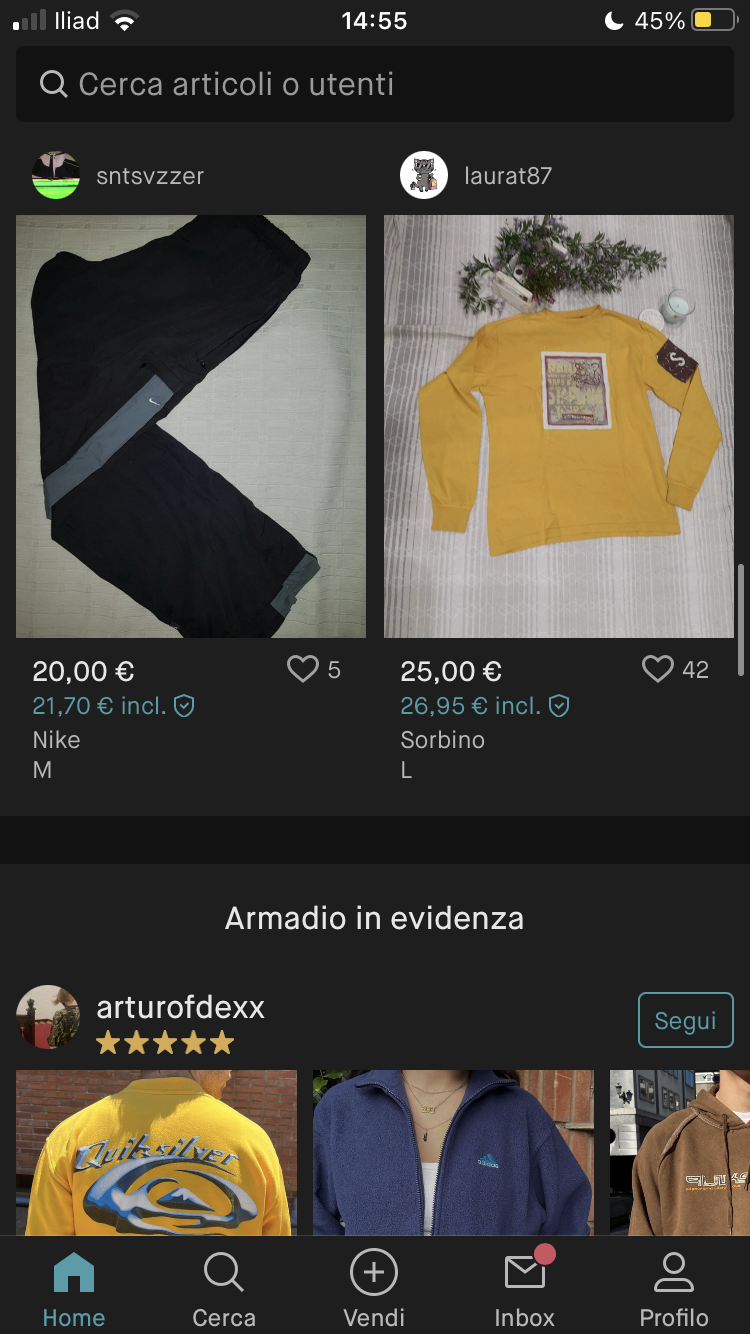 Iliad
14:55
45%
Cerca articoli o utenti
sntsvzzer
laurat87
S
20,00 €
5
21,70 € incl.
Nike
M
25,00 €
42
26,95 € incl.
Sorbino
L
Armadio in evidenza
arturofdexx
Segui
Quiksilver
adidas
Home
Cerca
Vendi
Inbox
Profilo